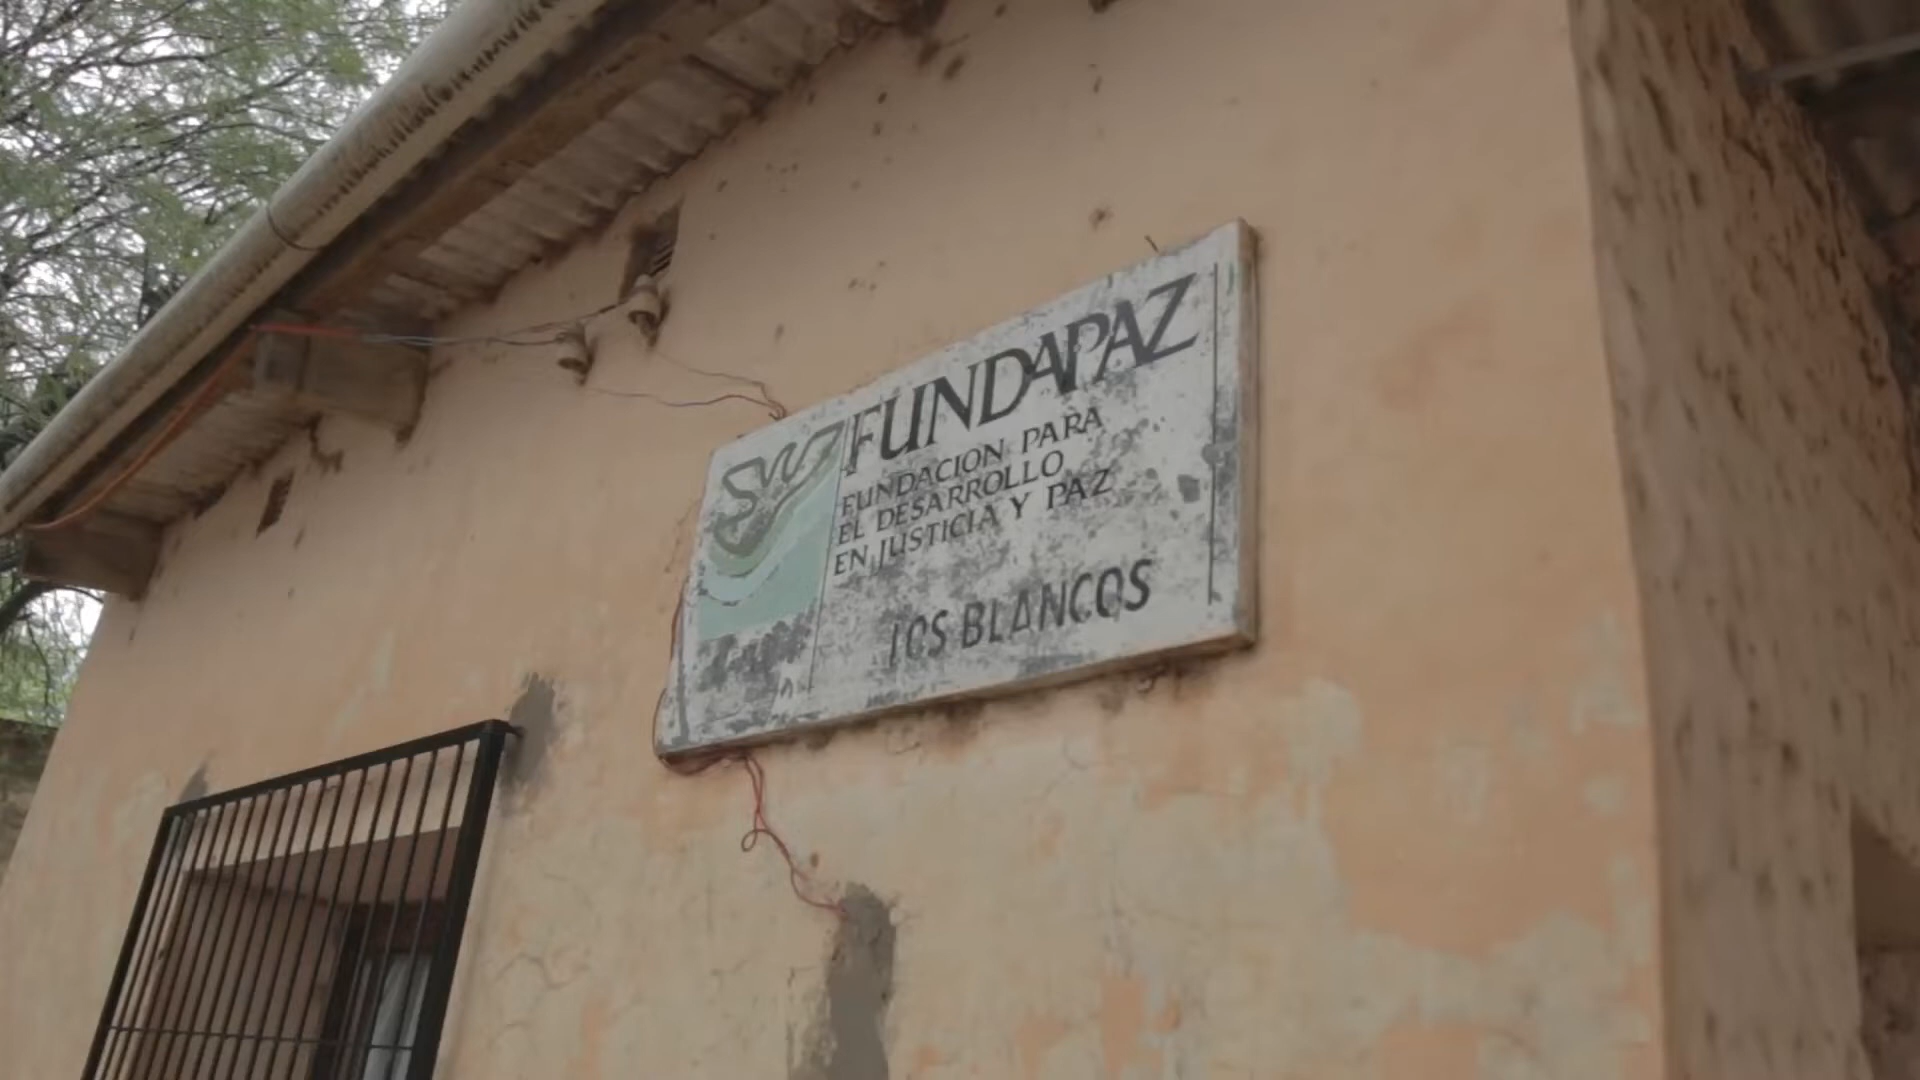 FUNDAPAZ
FUNDACION PARA
EL DESARROLLO
EN JUSTICIA Y PAZ
LOS BLANCOS